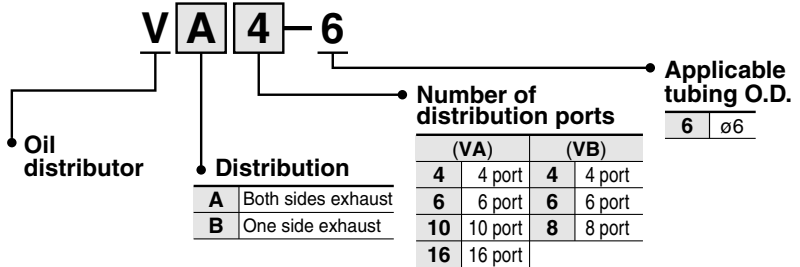 V A 4 – 6
Applicable
tubing O.D.
6 ø6
Number of
distribution ports
(VA) (VB)
4 4 port 4 4 port
6 6 port 6 6 port
10 10 port 8 8 port
16 16 port
Distribution
A Both sides exhaust
B One side exhaust
Oil
distributor